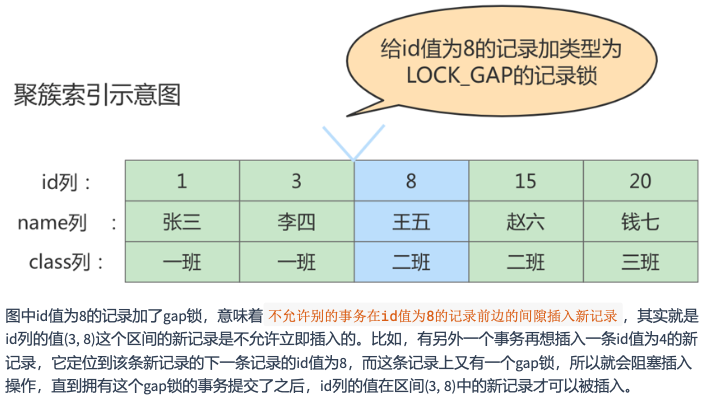 给id值为8的记录加类型为
LOCK_GAP的记录锁
聚簇索引示意图
id列: 1 3 8 15 20
name列 : 张三 李四 王五 赵六 钱七
class列: 一班 一班 二班 二班 三班
图中id值为8的记录加了gap锁，意味着 不允许别的事务在id值为8的记录前边的间隙插入新记录 ，其实就是
id列的值(3, 8)这个区间的新记录是不允许立即插入的。比如，有另外一个事务再想插入一条id值为4的新
记录，它定位到该条新记录的下一条记录的id值为8，而这条记录上又有一个gap锁，所以就会阻塞插入
操作，直到拥有这个gap锁的事务提交了之后，id列的值在区间(3, 8)中的新记录才可以被插入。